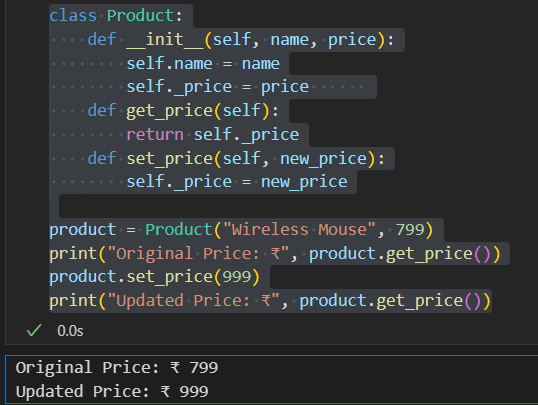 class Product:
    def __init__(self, name, price):
        self.name = name
        self._price = price
    def get_price(self):
        return self._price
    def set_price(self, new_price):
        self._price = new_price

product = Product("Wireless Mouse", 799)
print("Original Price: ₹", product.get_price())
product.set_price(999)
print("Updated Price: ₹", product.get_price())
0.0s
Original Price: ₹ 799
Updated Price: ₹ 999